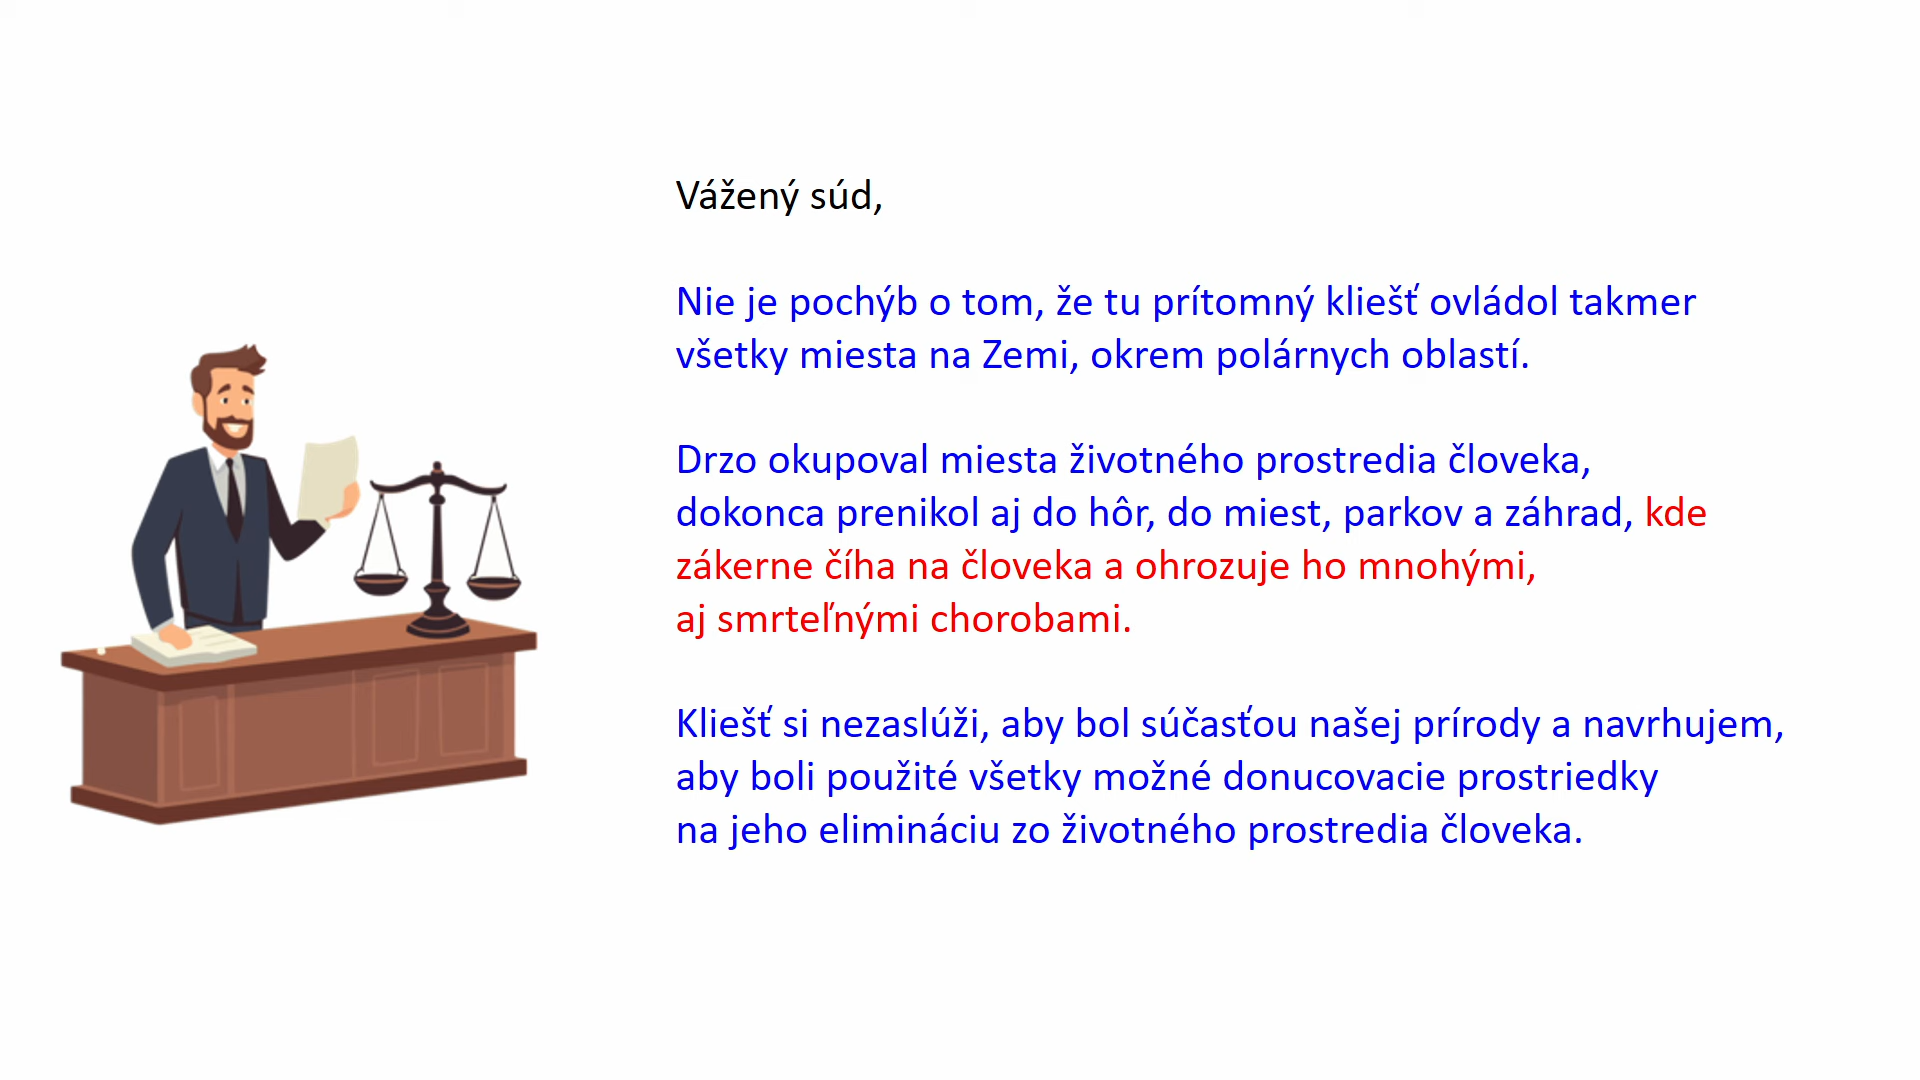 Vážený súd,
Nie je pochýb o tom, že tu prítomný kliešť ovládol takmer
všetky miesta na Zemi, okrem polárnych oblastí.
Drzo okupoval miesta životného prostredia človeka,
dokonca prenikol aj do hôr, do miest, parkov a záhrad, kde
zákerne číha na človeka a ohrozuje ho mnohými,
aj smrteľnými chorobami.
Kliešť si nezaslúži, aby bol súčasťou našej prírody a navrhujem,
aby boli použité všetky možné donucovacie prostriedky
na jeho elimináciu zo životného prostredia človeka.